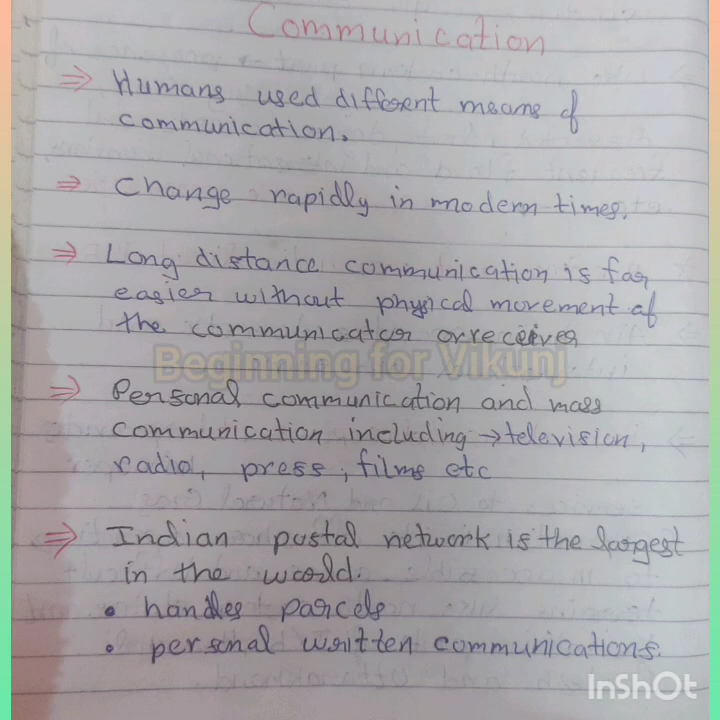 Communication
⇒ Humans used different means of
communication.
⇒ Change rapidly in modern times.
⇒ Long distance communication is far
easier without physical movement of
the communicator or receiver
Beginning for Vikunj
⇒ Personal communication and mass
communication including → television,
radio, press, films etc
⇒ Indian postal network is the largest
in the world.
• handles parcels
• personal written communications.
InShOt